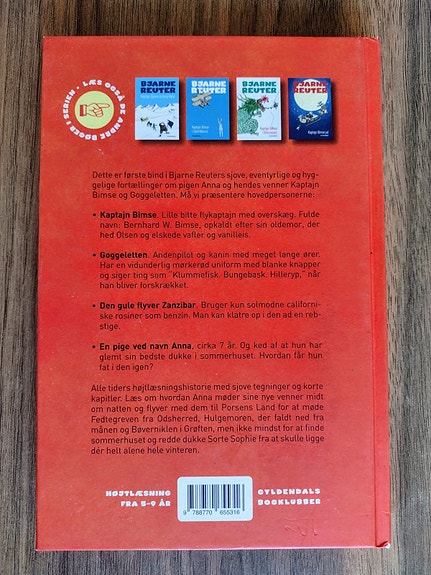 LÆS OGSÅ DE ANDRE BØGER I SERIEN •
BJARNE
REUTER
BJARNE
REUTER
BJARNE
REUTER
BJARNE
REUTER
Dette er første bind i Bjarne Reuters sjove, eventyrlige og hyg-
gelige fortællinger om pigen Anna og hendes venner Kaptajn
Bimse og Goggeletten. Må vi præsentere hovedpersonerne:
• Kaptajn Bimse. Lille bitte flykaptajn med overskæg. Fulde
navn: Bernhard W. Bimse, opkaldt efter sin oldemor, der
hed Olsen og elskede vafler og vanilleis.
• Goggeletten. Andenpilot og kanin med meget lange ører.
Har en vidunderlig mørkerød uniform med blanke knapper
og siger ting som "Klummefisk. Bungebask. Hilleryp," når
han bliver forskrækket.
• Den gule flyver Zanzibar. Bruger kun solmodne californi-
ske rosiner som benzin. Man kan klatre op i den ad en reb-
stige.
• En pige ved navn Anna, cirka 7 år. Og ked af at hun har
glemt sin bedste dukke i sommerhuset. Hvordan får hun
fat i den igen?
Alle tiders højtlæsningshistorie med sjove tegninger og korte
kapitler. Læs om hvordan Anna møder sine nye venner midt
om natten og flyver med dem til Porsens Land for at møde
Fedtegreven fra Odsherred, Hulgemoren, der faldt ned fra
månen og Bøverniklen i Grøften, men ikke mindst for at finde
sommerhuset og redde dukke Sorte Sophie fra at skulle ligge
dér helt alene hele vinteren.
HØJTLÆSNING
FRA 5-9 ÅR
GYLDENDALS
BOGKLUBBER
9 788770 655316